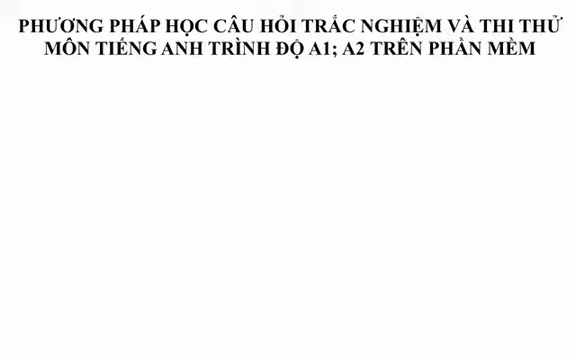 PHƯƠNG PHÁP HỌC CÂU HỎI TRẮC NGHIỆM VÀ THI THỬ
MÔN TIẾNG ANH TRÌNH ĐỘ A1; A2 TRÊN PHẦN MỀM